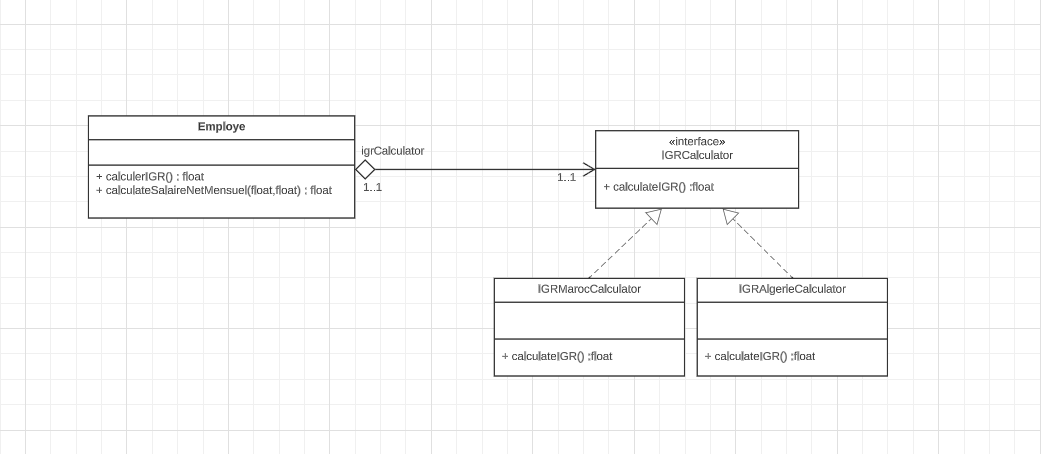 Employe
+ calculerIGR() : float
+ calculateSalaireNetMensuel(float,float) : float
igrCalculator
1..1
1..1
«interface»
IGRCalculator
+ calculateIGR() :float
IGRMarocCalculator
+ calculateIGR() :float
IGRAlgerieCalculator
+ calculateIGR() :float